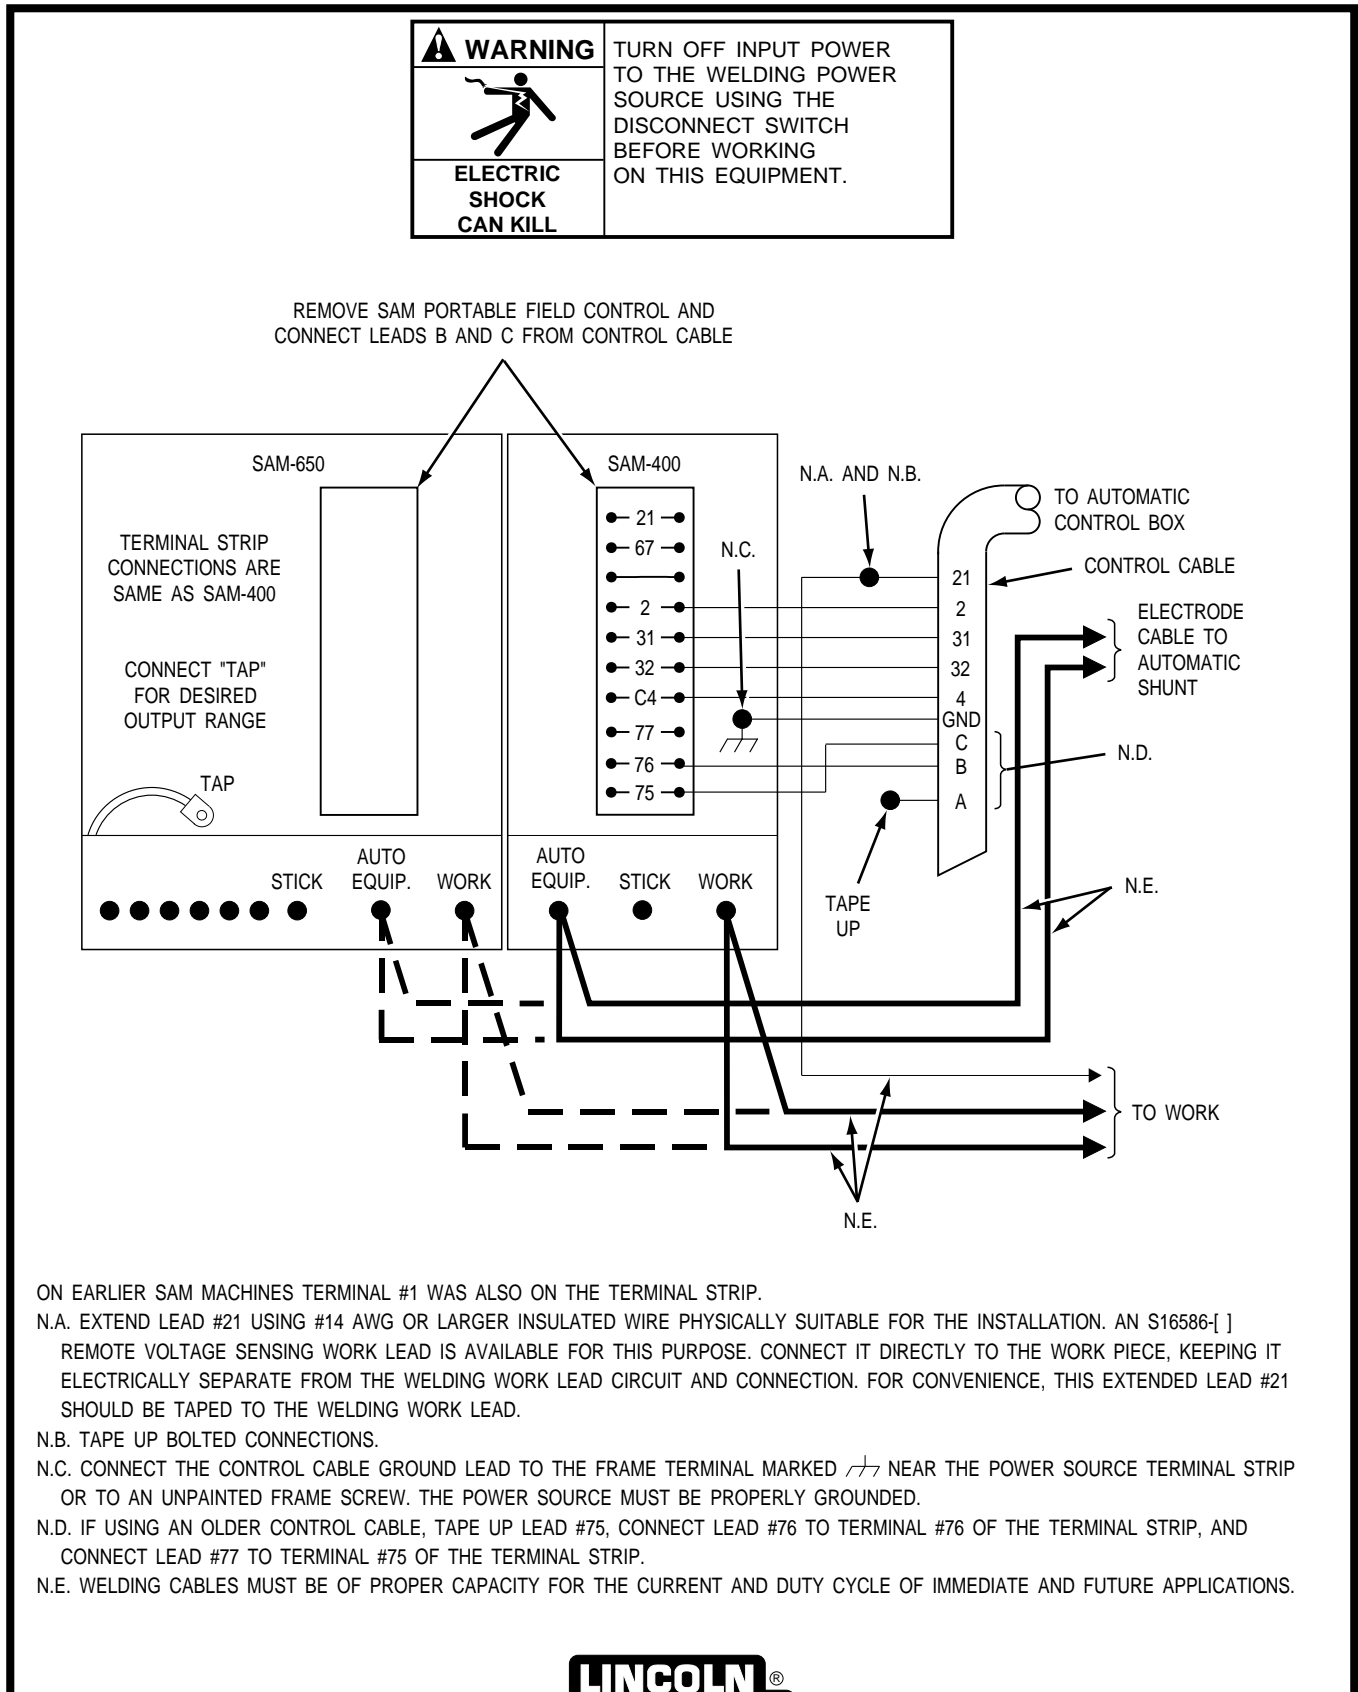 WARNING
ELECTRIC
SHOCK
CAN KILL
TURN OFF INPUT POWER
TO THE WELDING POWER
SOURCE USING THE
DISCONNECT SWITCH
BEFORE WORKING
ON THIS EQUIPMENT.
REMOVE SAM PORTABLE FIELD CONTROL AND
CONNECT LEADS B AND C FROM CONTROL CABLE
SAM-650
TERMINAL STRIP
CONNECTIONS ARE
SAME AS SAM-400
CONNECT "TAP"
FOR DESIRED
OUTPUT RANGE
TAP
STICK
AUTO
EQUIP.
WORK
SAM-400
21
67
2
31
32
C4
77
76
75
AUTO
EQUIP.
STICK
WORK
N.C.
N.A. AND N.B.
TAPE
UP
21
2
31
32
4
GND
C
B
A
TO AUTOMATIC
CONTROL BOX
CONTROL CABLE
ELECTRODE
CABLE TO
AUTOMATIC
SHUNT
N.D.
N.E.
TO WORK
N.E.
ON EARLIER SAM MACHINES TERMINAL #1 WAS ALSO ON THE TERMINAL STRIP.
N.A. EXTEND LEAD #21 USING #14 AWG OR LARGER INSULATED WIRE PHYSICALLY SUITABLE FOR THE INSTALLATION. AN S16586-[ ]
REMOTE VOLTAGE SENSING WORK LEAD IS AVAILABLE FOR THIS PURPOSE. CONNECT IT DIRECTLY TO THE WORK PIECE, KEEPING IT
ELECTRICALLY SEPARATE FROM THE WELDING WORK LEAD CIRCUIT AND CONNECTION. FOR CONVENIENCE, THIS EXTENDED LEAD #21
SHOULD BE TAPED TO THE WELDING WORK LEAD.
N.B. TAPE UP BOLTED CONNECTIONS.
N.C. CONNECT THE CONTROL CABLE GROUND LEAD TO THE FRAME TERMINAL MARKED NEAR THE POWER SOURCE TERMINAL STRIP
OR TO AN UNPAINTED FRAME SCREW. THE POWER SOURCE MUST BE PROPERLY GROUNDED.
N.D. IF USING AN OLDER CONTROL CABLE, TAPE UP LEAD #75, CONNECT LEAD #76 TO TERMINAL #76 OF THE TERMINAL STRIP, AND
CONNECT LEAD #77 TO TERMINAL #75 OF THE TERMINAL STRIP.
N.E. WELDING CABLES MUST BE OF PROPER CAPACITY FOR THE CURRENT AND DUTY CYCLE OF IMMEDIATE AND FUTURE APPLICATIONS.
LINCOLN ®